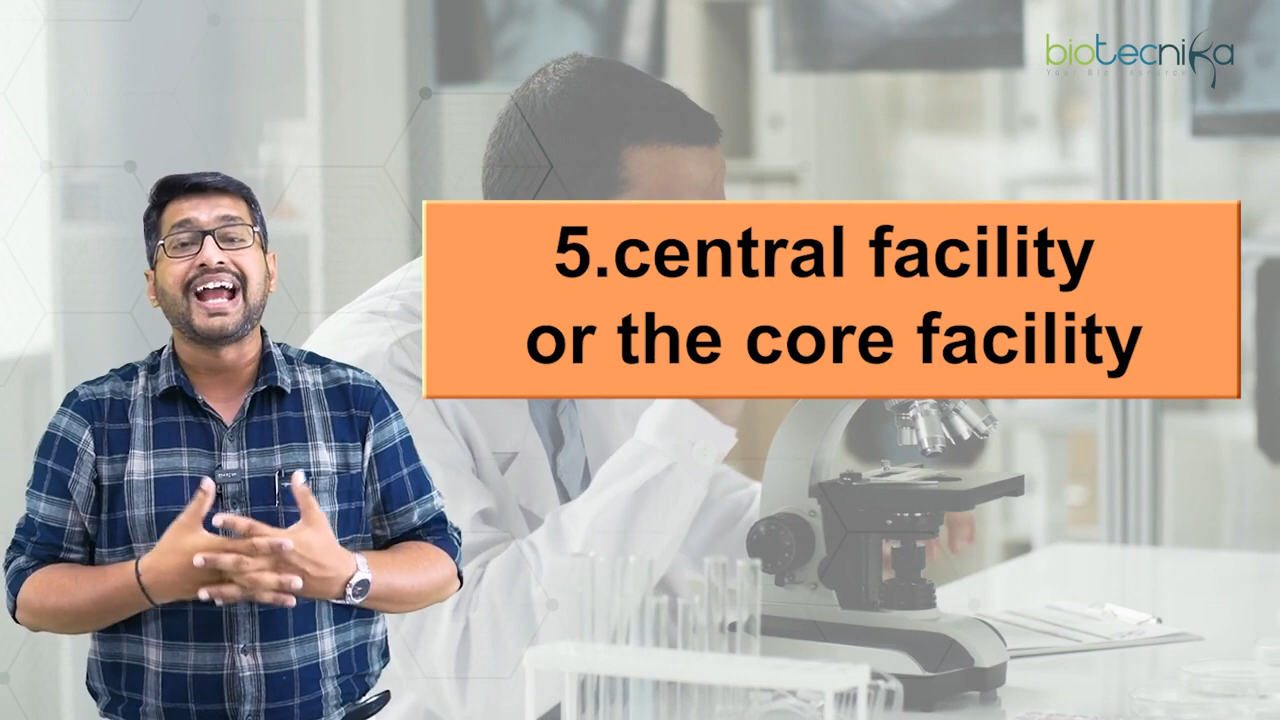 biotecnika
5.central facility
or the core facility